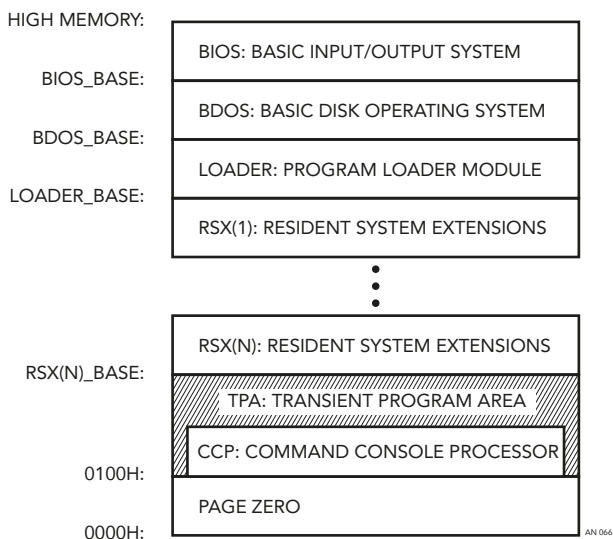 HIGH MEMORY:
BIOS: BASIC INPUT/OUTPUT SYSTEM
BIOS_BASE:
BDOS: BASIC DISK OPERATING SYSTEM
BDOS_BASE:
LOADER: PROGRAM LOADER MODULE
LOADER_BASE:
RSX(1): RESIDENT SYSTEM EXTENSIONS
RSX(N): RESIDENT SYSTEM EXTENSIONS
RSX(N)_BASE:
TPA: TRANSIENT PROGRAM AREA
CCP: COMMAND CONSOLE PROCESSOR
0100H:
PAGE ZERO
0000H:
AN 066